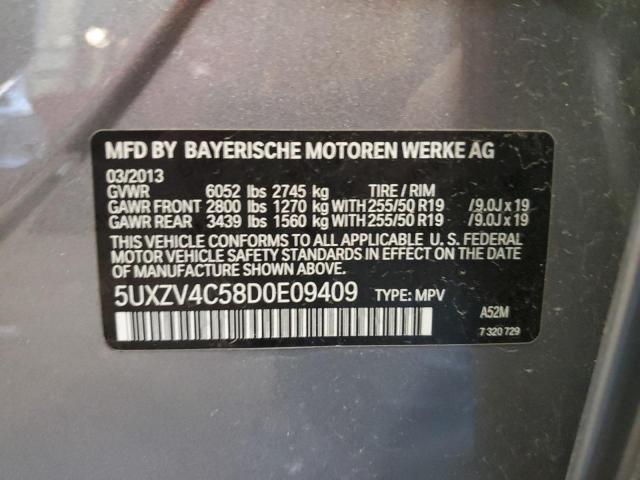 MFD BY BAYERISCHE MOTOREN WERKE AG
03/2013
GVWR 6052 lbs 2745 kg TIRE / RIM
GAWR FRONT 2800 lbs 1270 kg WITH 255/50 R19 /9.0J x 19
GAWR REAR 3439 lbs 1560 kg WITH 255/50 R19 /9.0J x 19
THIS VEHICLE CONFORMS TO ALL APPLICABLE U. S. FEDERAL
MOTOR VEHICLE SAFETY STANDARDS IN EFFECT ON THE
DATE OF MANUFACTURE SHOWN ABOVE.
5UXZV4C58D0E09409 TYPE: MPV
A52M
7 320 729